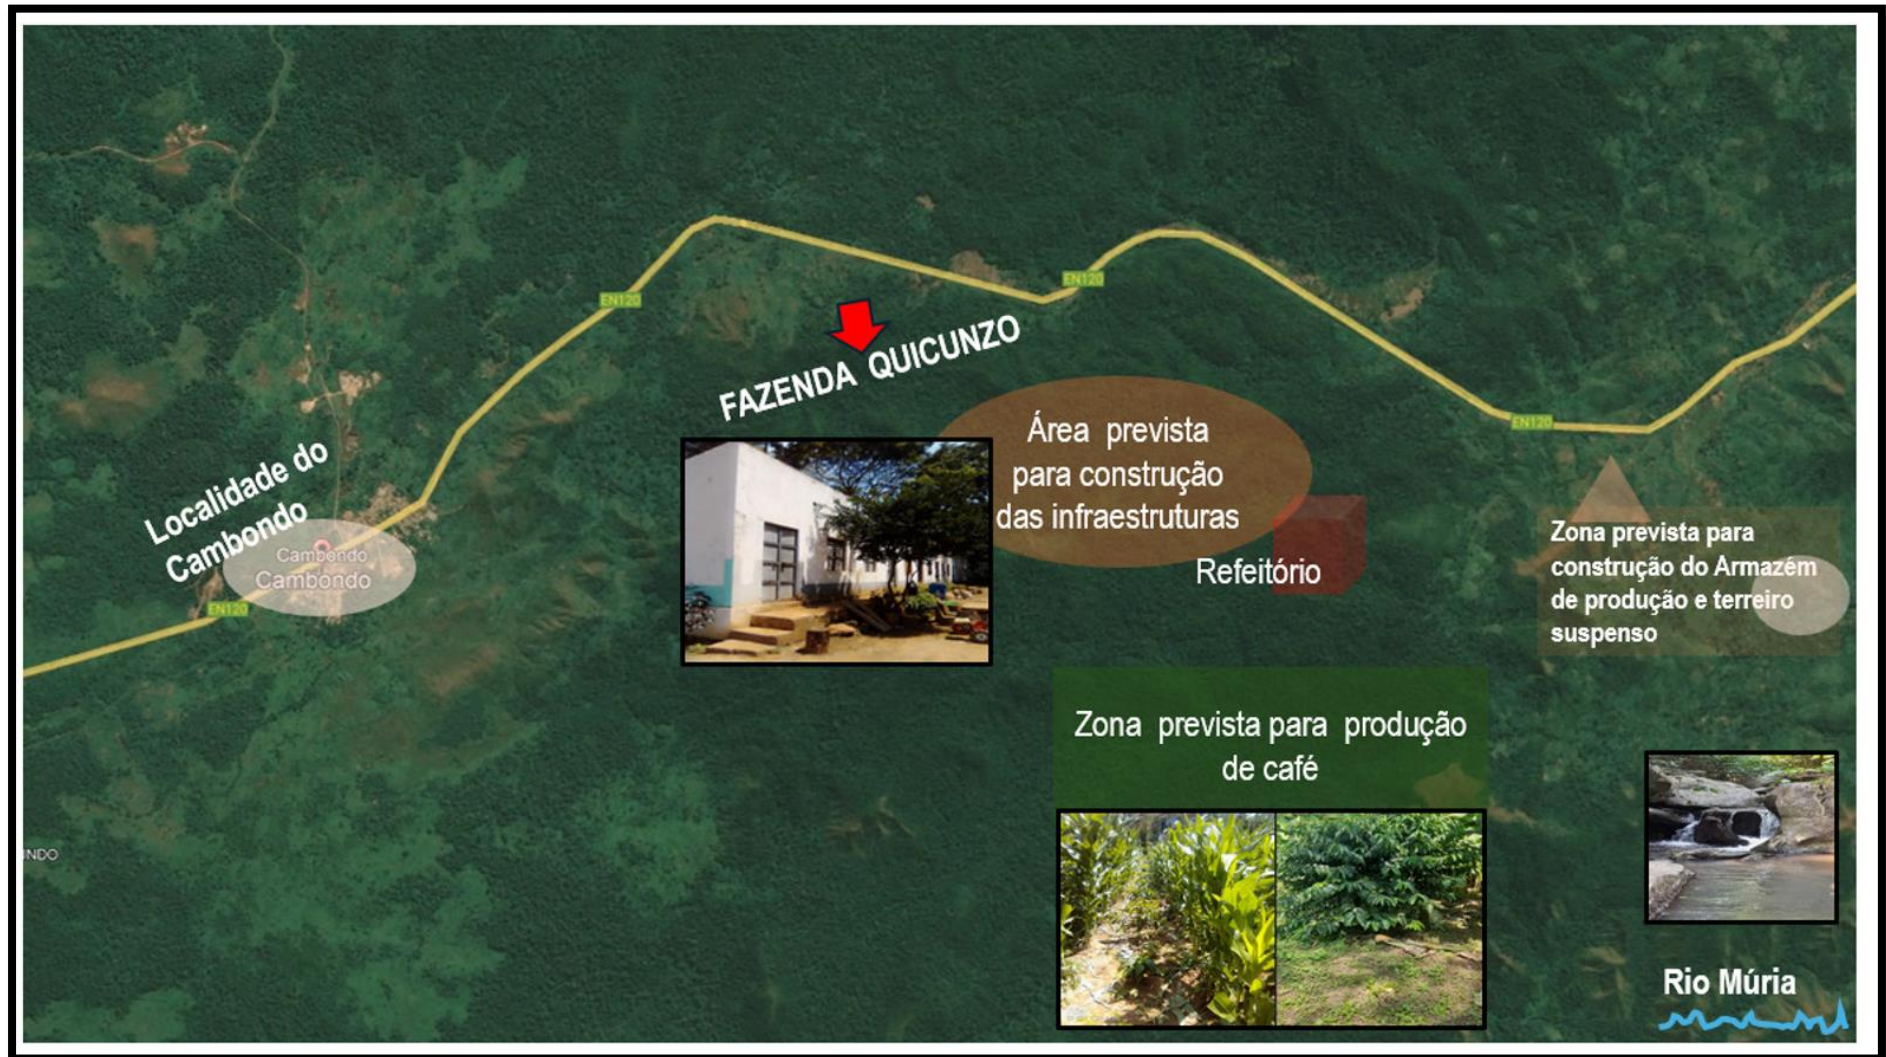 EN120
EN120
FAZENDA QUICUNZO
Área prevista
para construção
das infraestruturas
EN120
Localidade do
Cambondo
Cambondo
Cambondo
EN120
Refeitório
Zona prevista para
construção do Armazém
de produção e terreiro
suspenso
Zona prevista para produção
de café
INDO
Rio Múria